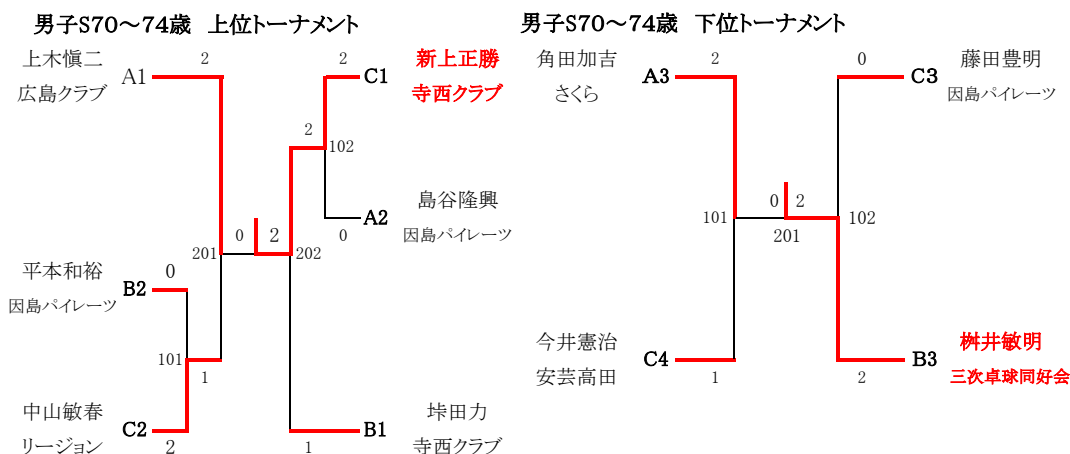 男子S70～74歳　上位トーナメント
上木愼二
A1
広島クラブ
2
2
新上正勝
C1
寺西クラブ
2
102
島谷隆興
A2
因島パイレーツ
0
0
2
201
202
平本和裕
0
B2
因島パイレーツ
101
1
中山敏春
C2
リージョン
2
垰田力
B1
寺西クラブ
1
男子S70～74歳　下位トーナメント
角田加吉
A3
さくら
2
0
藤田豊明
C3
因島パイレーツ
0
2
101
102
201
今井憲治
C4
安芸高田
1
桝井敏明
B3
三次卓球同好会
2